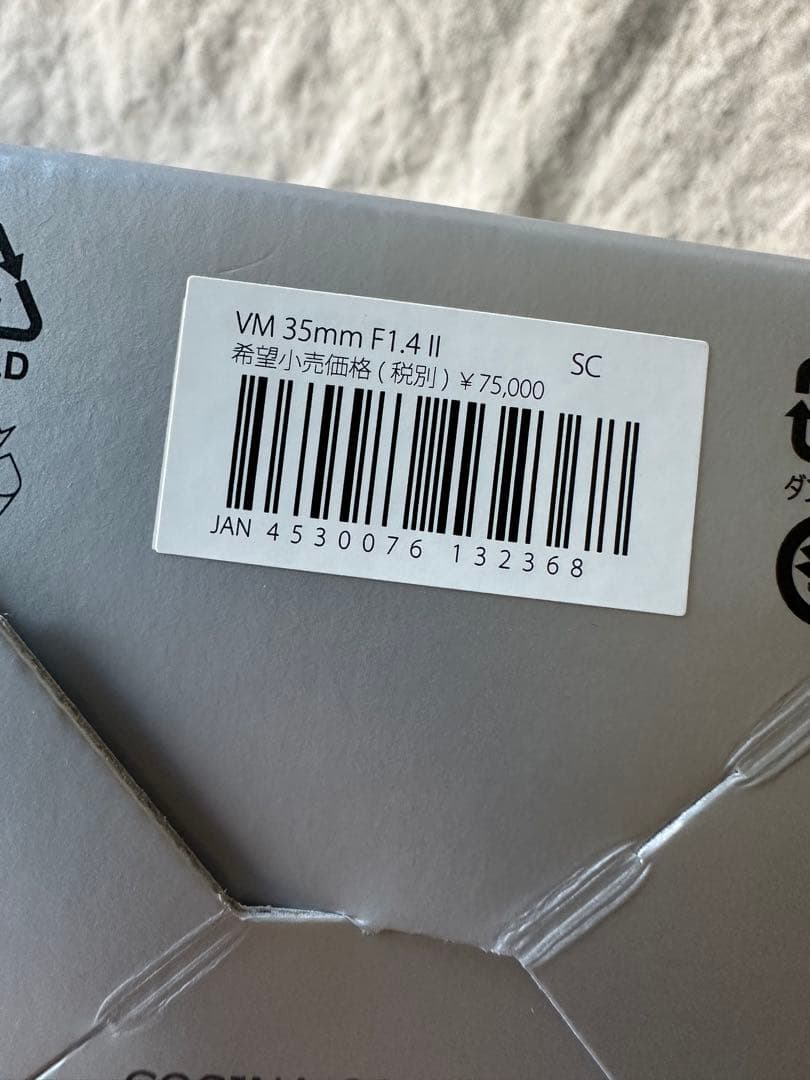 VM 35mm F1.4 II
SC
希望小売価格 ( 税別 ) ￥75,000
JAN 4530076 132368